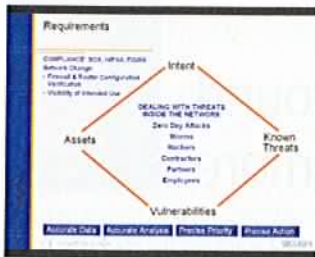 Requirements
COMPLIANCE: SOX, HIPAA, FISMA
Network Change
- Firewall & Router Configuration
Verification
- Visibility of Intended Use
Intent
DEALING WITH THREATS
INSIDE THE NETWORK
Zero Day Attacks
Worms
Hackers
Contractors
Partners
Employees
Assets
Known
Threats
Vulnerabilities
Accurate Data
Accurate Analysis
Precise Priority
Precise Action